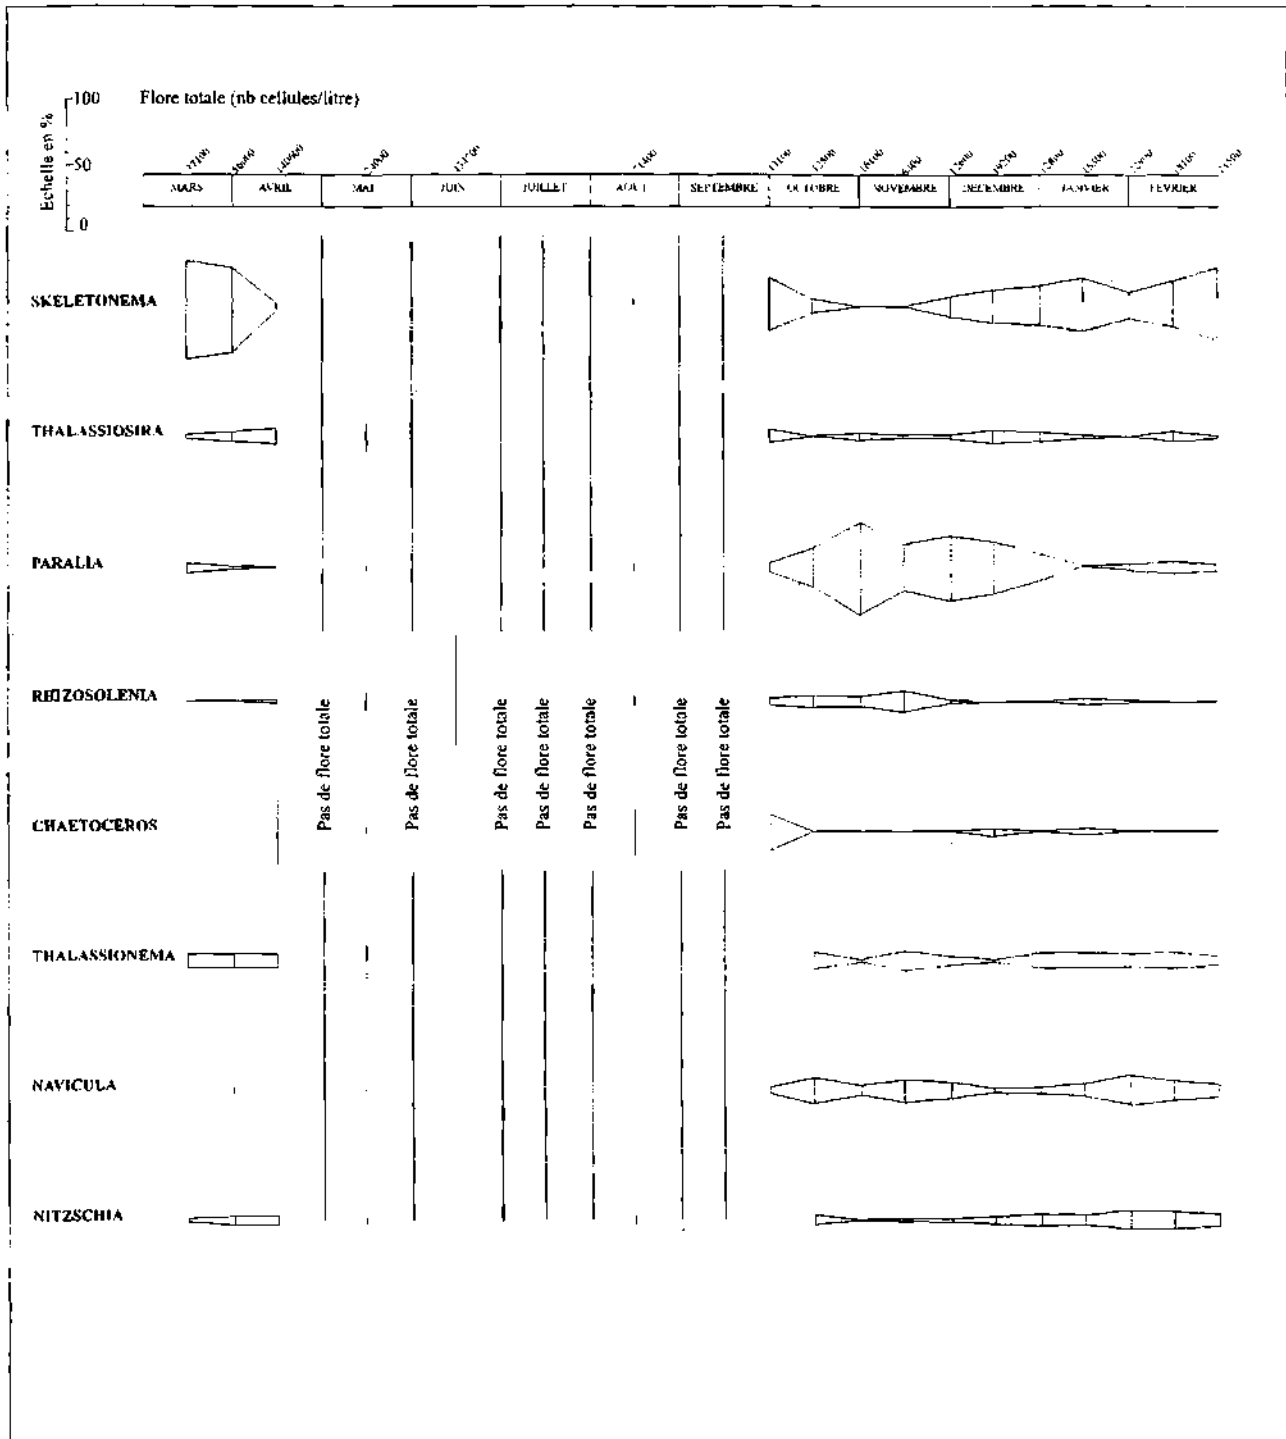 100 Flore totale (nb cellules/litre)
Echelle en %
50
0
MARS AVRIL MAI JUIN JUILLET AOUT SEPTEMBRE OCTOBRE NOVEMBRE DECEMBRE JANVIER FEVRIER
SKELETONEMA
THALASSIOSIRA
PARALIA
RHIZOSOLENIA
Pas de flore totale
Pas de flore totale
Pas de flore totale
Pas de flore totale
Pas de flore totale
Pas de flore totale
Pas de flore totale
CHAETOCEROS
THALASSIONEMA
NAVICULA
NITZSCHIA